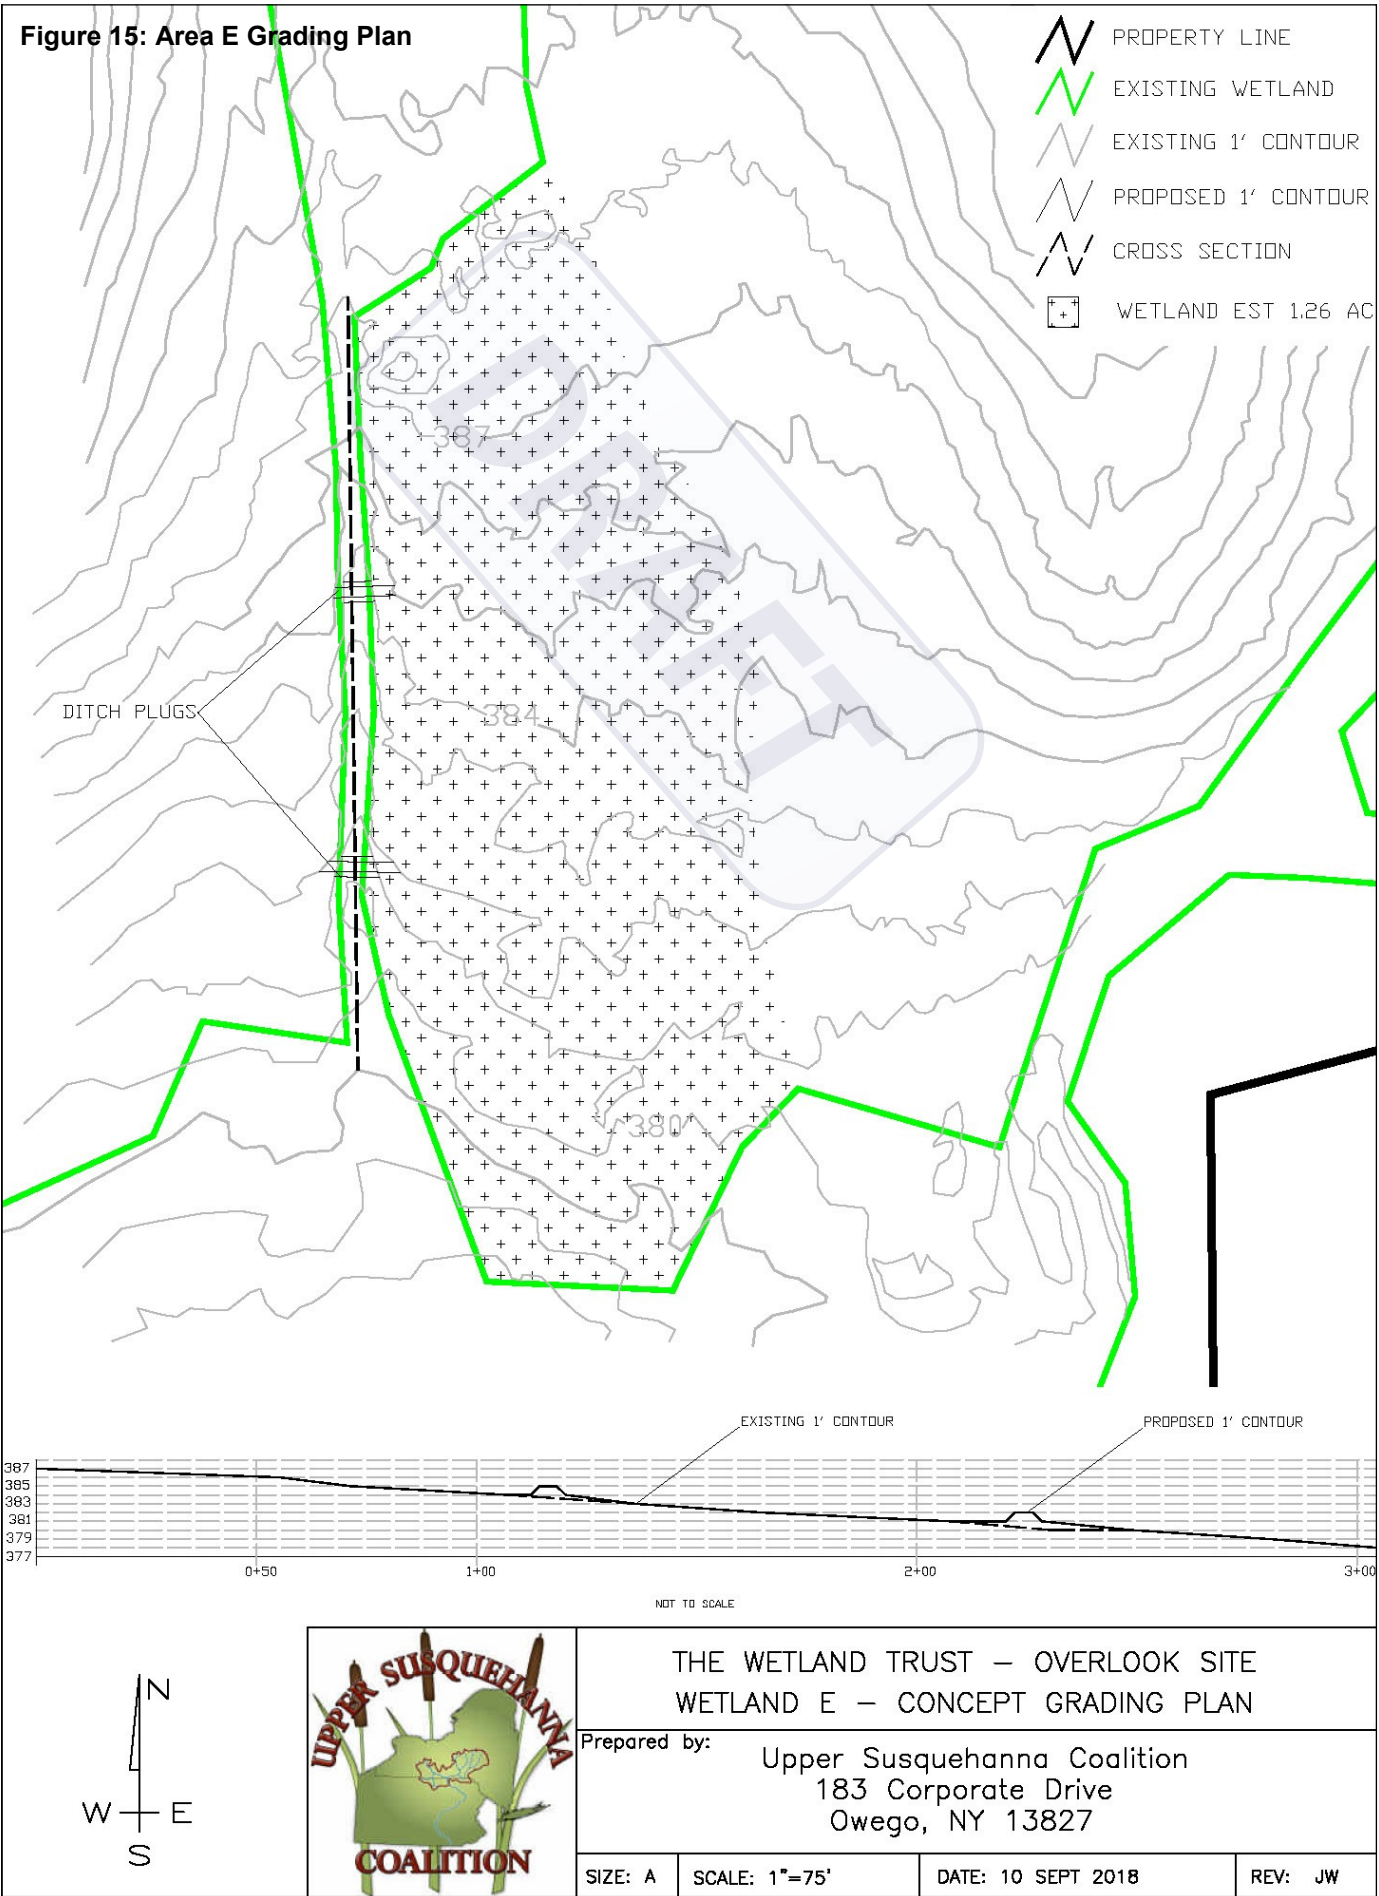 Figure 15: Area E Grading Plan
PROPERTY LINE
EXISTING WETLAND
EXISTING 1' CONTOUR
PROPOSED 1' CONTOUR
CROSS SECTION
WETLAND EST 1.26 AC
DRAFT
387
DITCH PLUGS
384
380
EXISTING 1' CONTOUR
PROPOSED 1' CONTOUR
387
385
383
381
379
377
0+50
1+00
2+00
3+00
NOT TO SCALE
N
W E
S
UPPER SUSQUEHANNA
COALITION
THE WETLAND TRUST – OVERLOOK SITE
WETLAND E – CONCEPT GRADING PLAN
Prepared by:
Upper Susquehanna Coalition
183 Corporate Drive
Owego, NY 13827
SIZE: A
SCALE: 1"=75'
DATE: 10 SEPT 2018
REV: JW